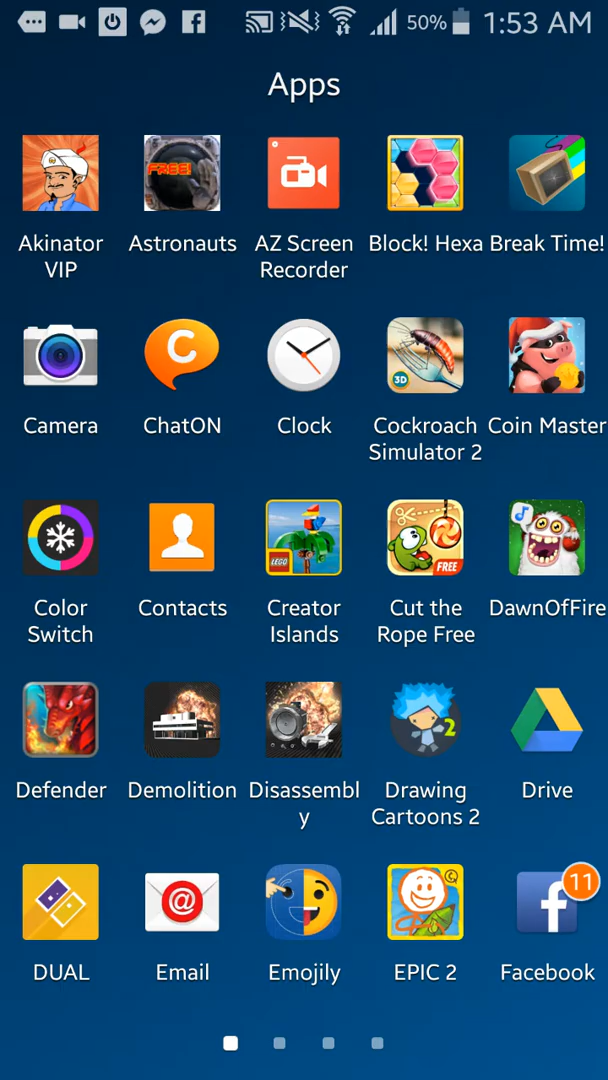 50% 1:53 AM
Apps
FREE!
Akinator VIP
Astronauts
AZ Screen Recorder
Block! Hexa
Break Time!
C
3D
Camera
ChatON
Clock
Cockroach Simulator 2
Coin Master
LEGO
FREE
Color Switch
Contacts
Creator Islands
Cut the Rope Free
DawnOfFire
2
Defender
Demolition
Disassembly
Drawing Cartoons 2
Drive
@
f
11
DUAL
Email
Emojily
EPIC 2
Facebook